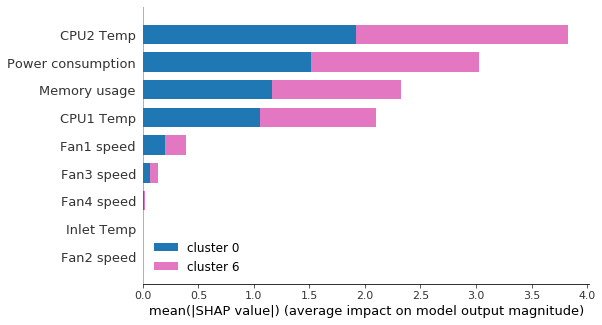 CPU2 Temp
Power consumption
Memory usage
CPU1 Temp
Fan1 speed
Fan3 speed
Fan4 speed
Inlet Temp
Fan2 speed
cluster 0
cluster 6
0.0 0.5 1.0 1.5 2.0 2.5 3.0 3.5 4.0
mean(|SHAP value|) (average impact on model output magnitude)